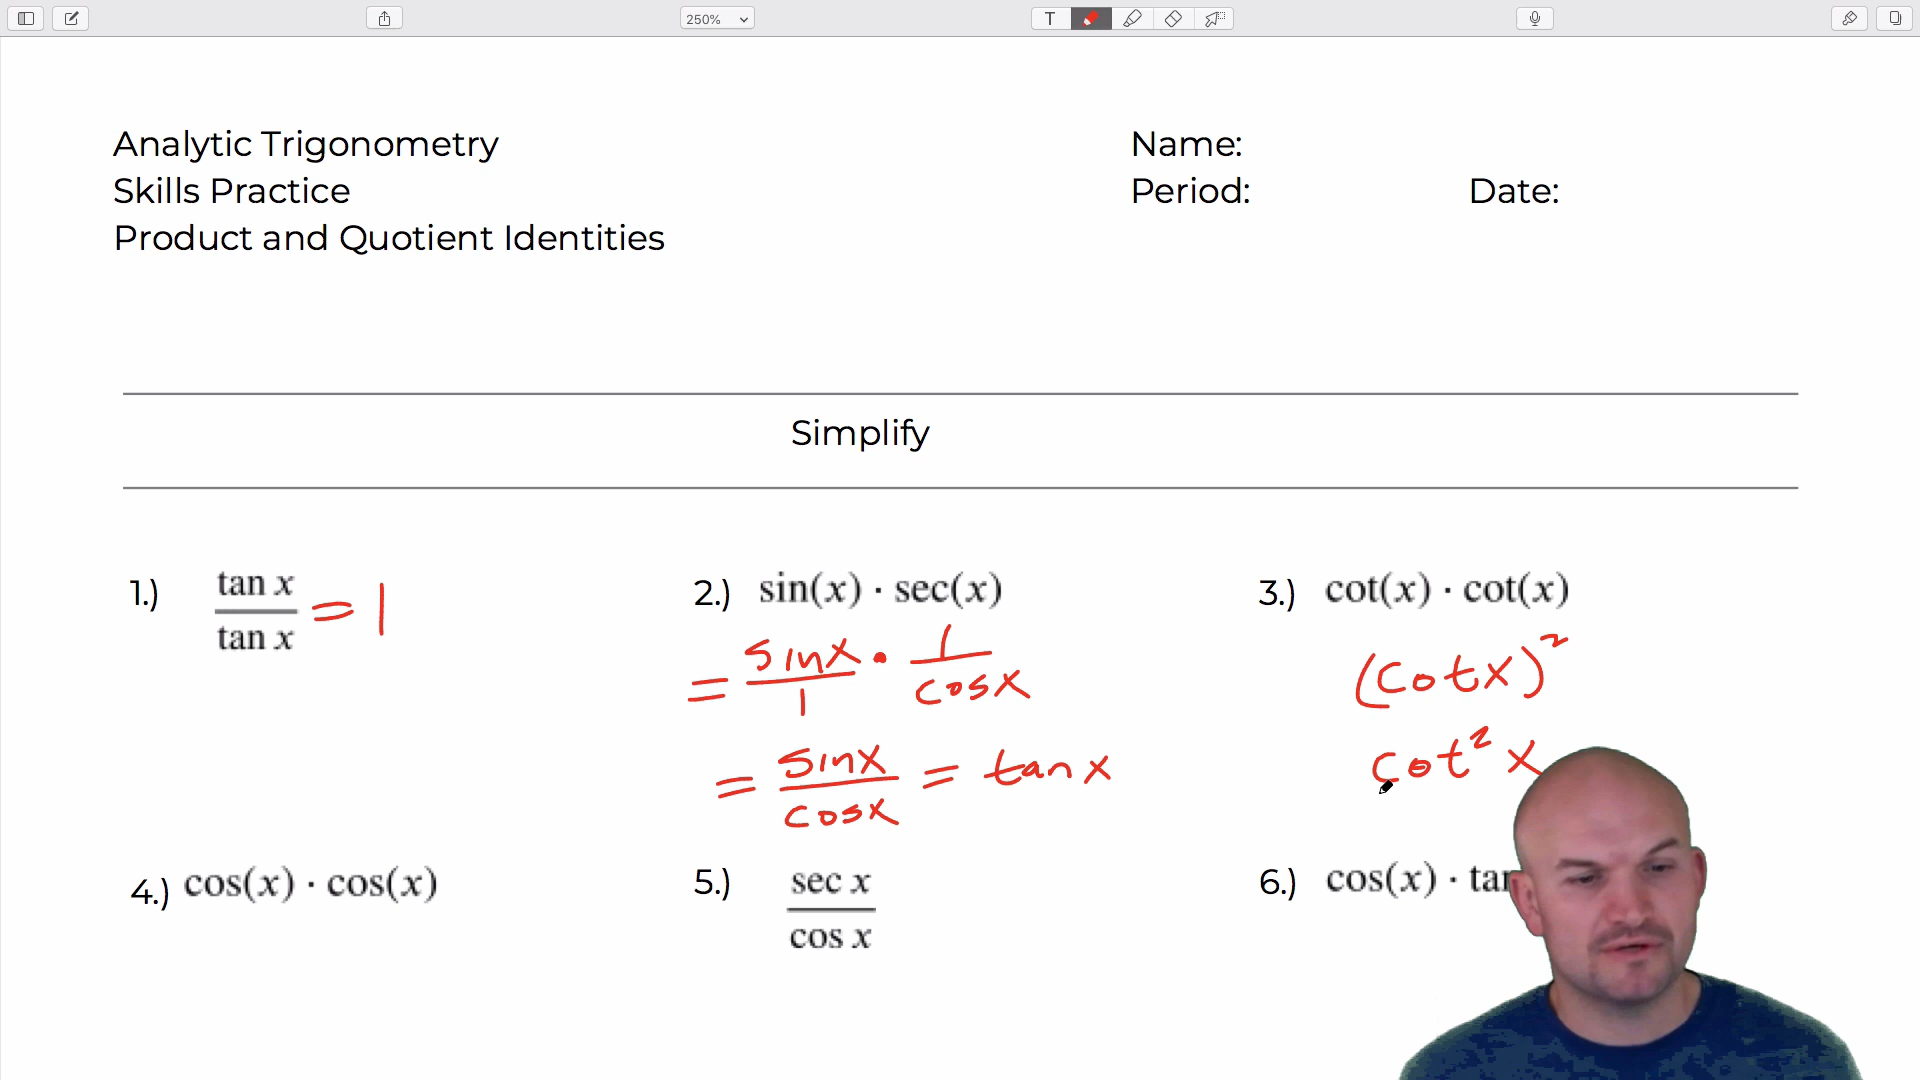 250%
T
Analytic Trigonometry
Name:
Skills Practice
Period:
Date:
Product and Quotient Identities
Simplify
1.) tan x / tan x = 1
2.) sin(x) · sec(x)
= sinx / 1 · 1 / cosx
= sinx / cosx = tanx
3.) cot(x) · cot(x)
(cotx)²
cot² x
4.) cos(x) · cos(x)
5.) sec x / cos x
6.) cos(x) ·